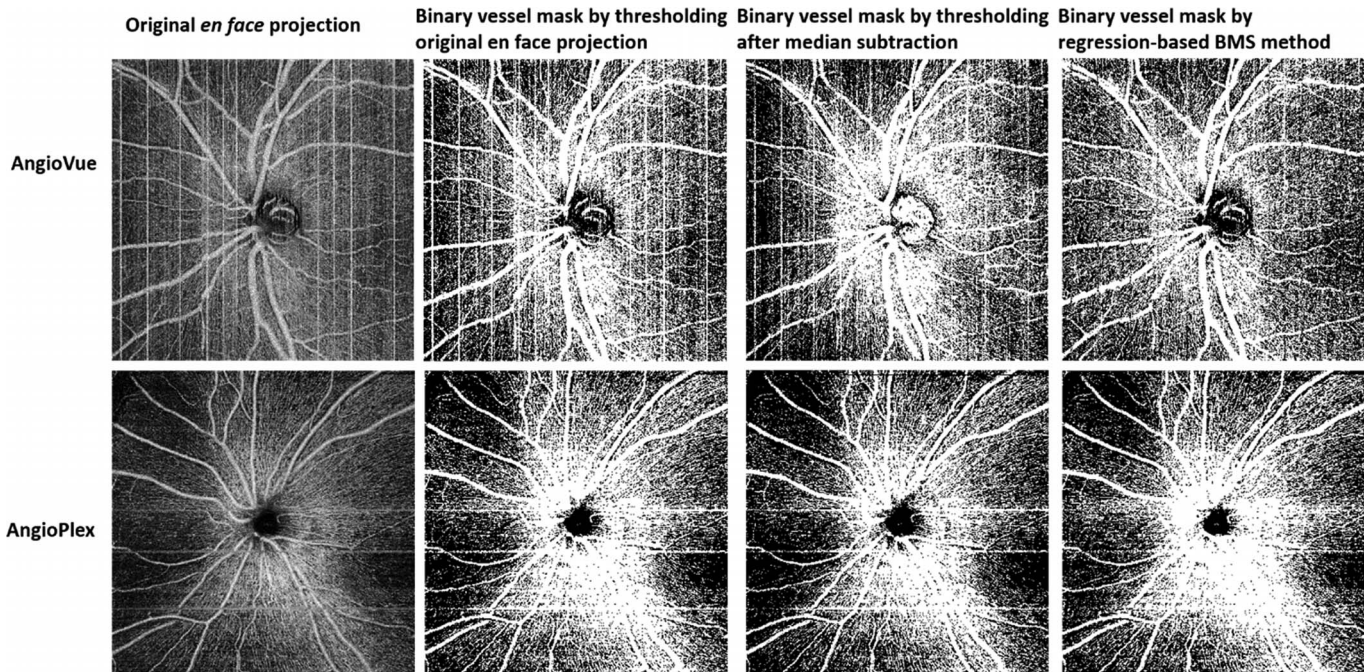 Original en face projection
Binary vessel mask by thresholding
original en face projection
Binary vessel mask by thresholding
after median subtraction
Binary vessel mask by
regression-based BMS method
AngioVue
AngioPlex